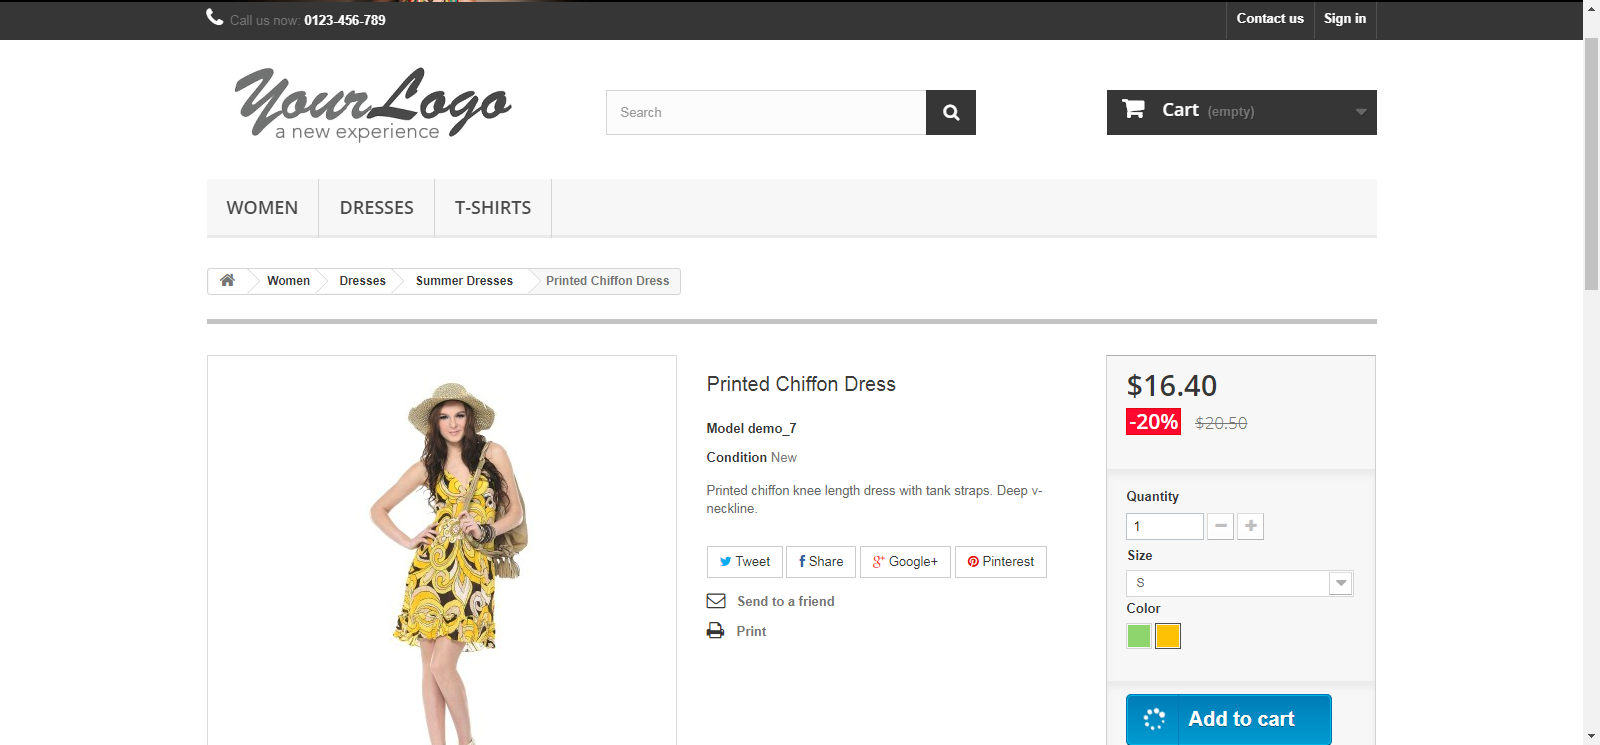 Call us now: 0123-456-789
Contact us
Sign in
YourLogo
a new experience
Search
Cart (empty)
WOMEN
DRESSES
T-SHIRTS
Women
Dresses
Summer Dresses
Printed Chiffon Dress
Printed Chiffon Dress
Model demo_7
Condition New
Printed chiffon knee length dress with tank straps. Deep v-
neckline.
Tweet
Share
Google+
Pinterest
Send to a friend
Print
$16.40
-20% $20.50
Quantity
1
Size
S
Color
Add to cart